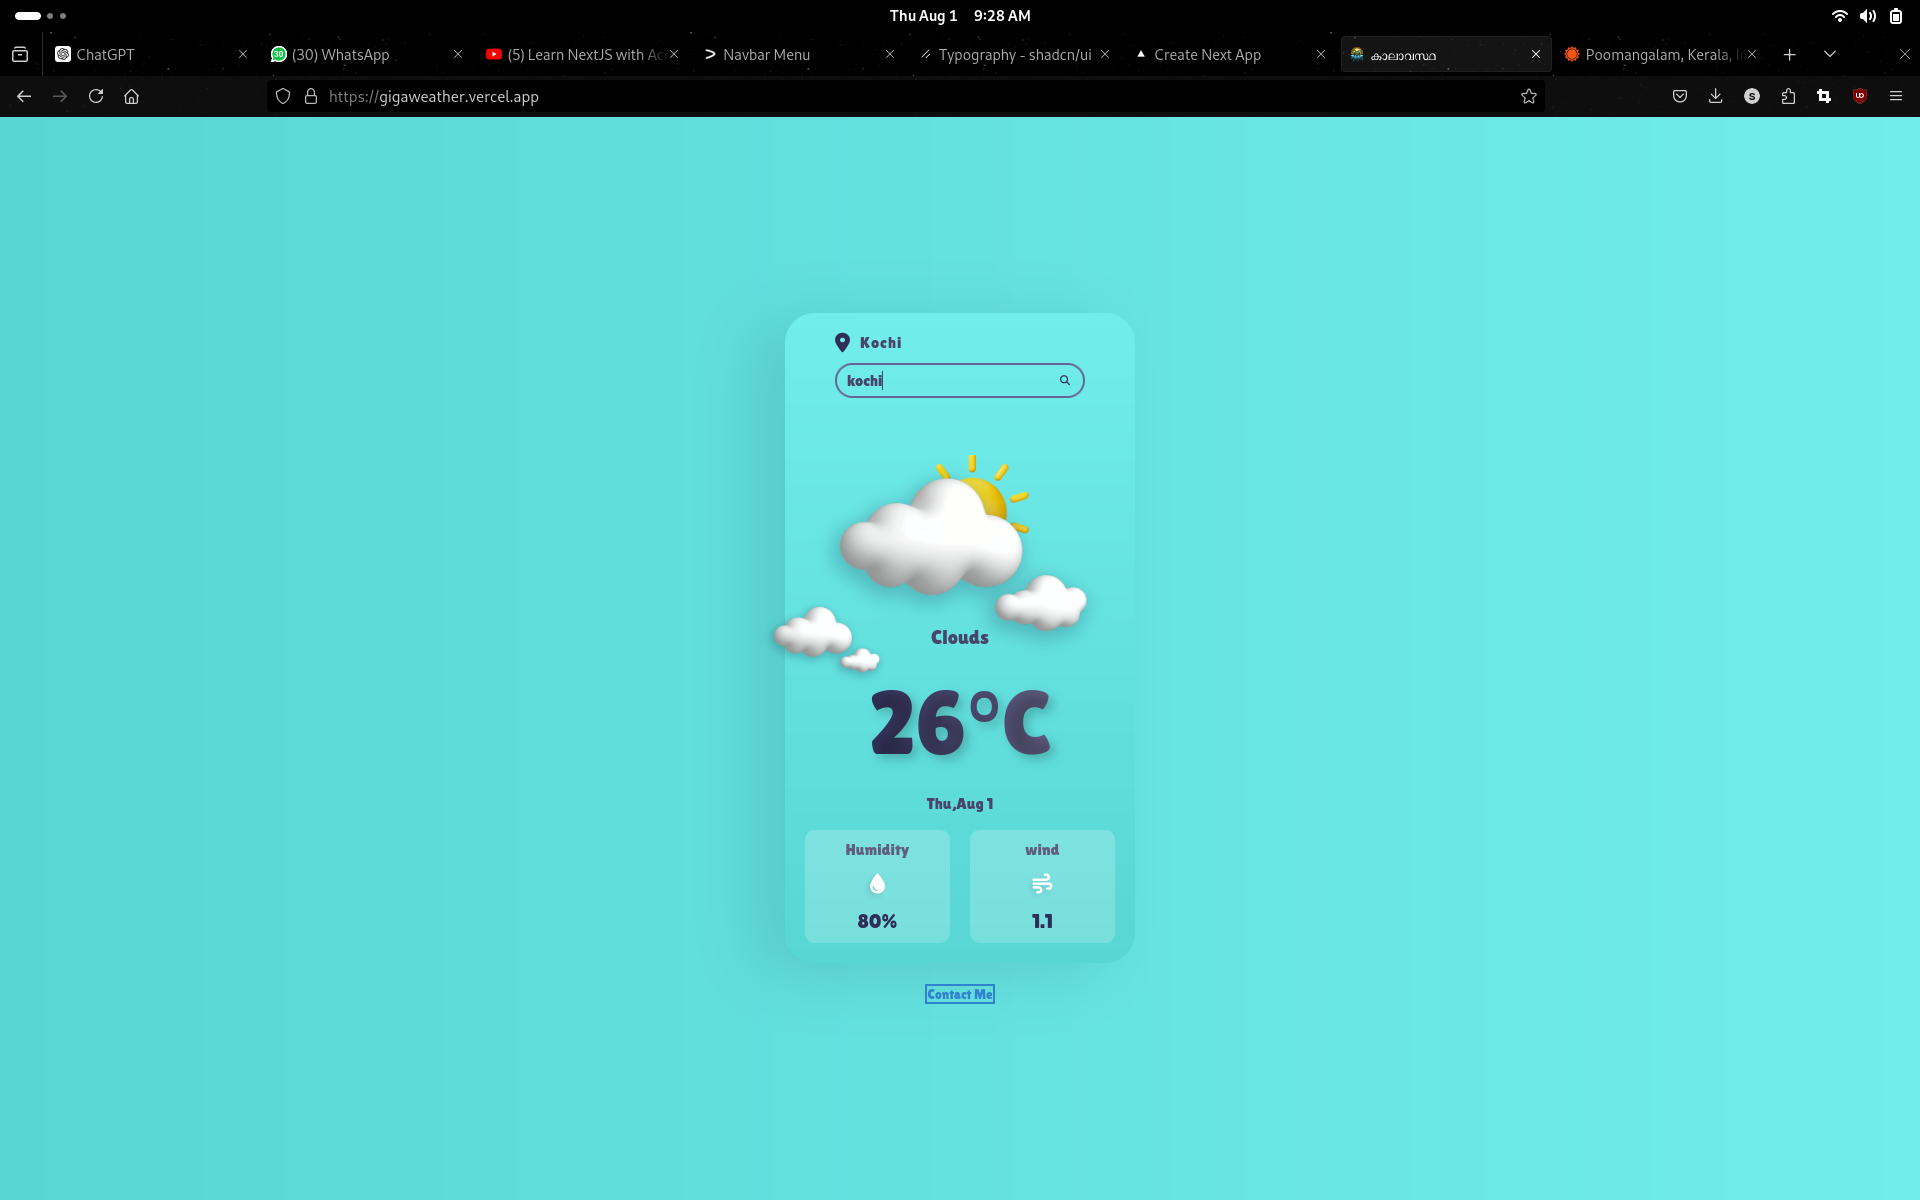 Thu Aug 1 9:28 AM
ChatGPT
30
(30) WhatsApp
(5) Learn NextJS with Ac
Navbar Menu
Typography - shadcn/ui
Create Next App
കാലാവസ്ഥ
Poomangalam, Kerala, I
https://gigaweather.vercel.app
S
UD
Kochi
kochi
Clouds
26°C
Thu,Aug 1
Humidity
wind
80%
1.1
Contact Me